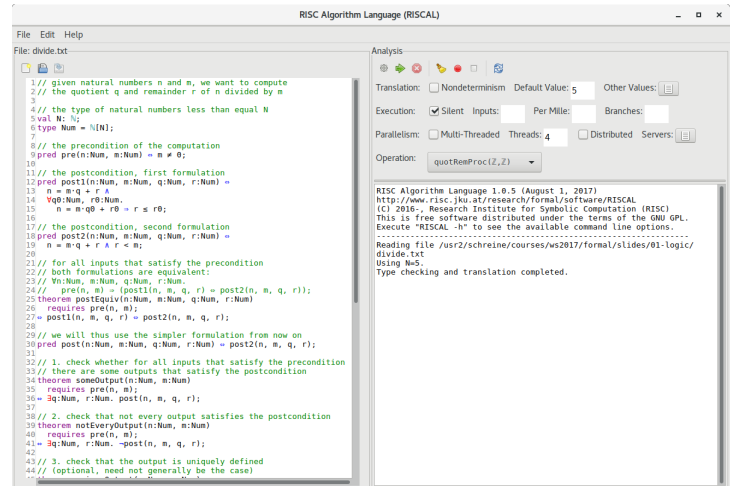 RISC Algorithm Language (RISCAL)
File Edit Help
File: divide.txt
1 // given natural numbers n and m, we want to compute
2 // the quotient q and remainder r of n divided by m
3
4 // the type of natural numbers less than equal N
5 val N: ℕ;
6 type Num = ℕ[N];
7
8 // the precondition of the computation
9 pred pre(n:Num, m:Num) ⇔ m ≠ 0;
10
11 // the postcondition, first formulation
12 pred post1(n:Num, m:Num, q:Num, r:Num) ⇔
13 n = m·q + r ∧
14 ∀q0:Num, r0:Num.
15 n = m·q0 + r0 ⇒ r ≤ r0;
16
17 // the postcondition, second formulation
18 pred post2(n:Num, m:Num, q:Num, r:Num) ⇔
19 n = m·q + r ∧ r < m;
20
21 // for all inputs that satisfy the precondition
22 // both formulations are equivalent:
23 // ∀n:Num, m:Num, q:Num, r:Num.
24 // pre(n, m) ⇒ (post1(n, m, q, r) ⇔ post2(n, m, q, r));
25 theorem postEquiv(n:Num, m:Num, q:Num, r:Num)
26 requires pre(n, m);
27 ⇔ post1(n, m, q, r) ⇔ post2(n, m, q, r);
28
29 // we will thus use the simpler formulation from now on
30 pred post(n:Num, m:Num, q:Num, r:Num) ⇔ post2(n, m, q, r);
31
32 // 1. check whether for all inputs that satisfy the precondition
33 // there are some outputs that satisfy the postcondition
34 theorem someOutput(n:Num, m:Num)
35 requires pre(n, m);
36 ⇔ ∃q:Num, r:Num. post(n, m, q, r);
37
38 // 2. check that not every output satisfies the postcondition
39 theorem notEveryOutput(n:Num, m:Num)
40 requires pre(n, m);
41 ⇔ ∃q:Num, r:Num. ¬post(n, m, q, r);
42
43 // 3. check that the output is uniquely defined
44 // (optional, need not generally be the case)
Analysis
Translation: Nondeterminism Default Value: 5 Other Values:
Execution: Silent Inputs: Per Mille: Branches:
Parallelism: Multi-Threaded Threads: 4 Distributed Servers:
Operation: quotRemProc(ℤ,ℤ)
RISC Algorithm Language 1.0.5 (August 1, 2017)
http://www.risc.jku.at/research/formal/software/RISCAL
(C) 2016-, Research Institute for Symbolic Computation (RISC)
This is free software distributed under the terms of the GNU GPL.
Execute "RISCAL -h" to see the available command line options.
-----------------------------------------------------------------
Reading file /usr2/schreine/courses/ws2017/formal/slides/01-logic/
divide.txt
Using N=5.
Type checking and translation completed.